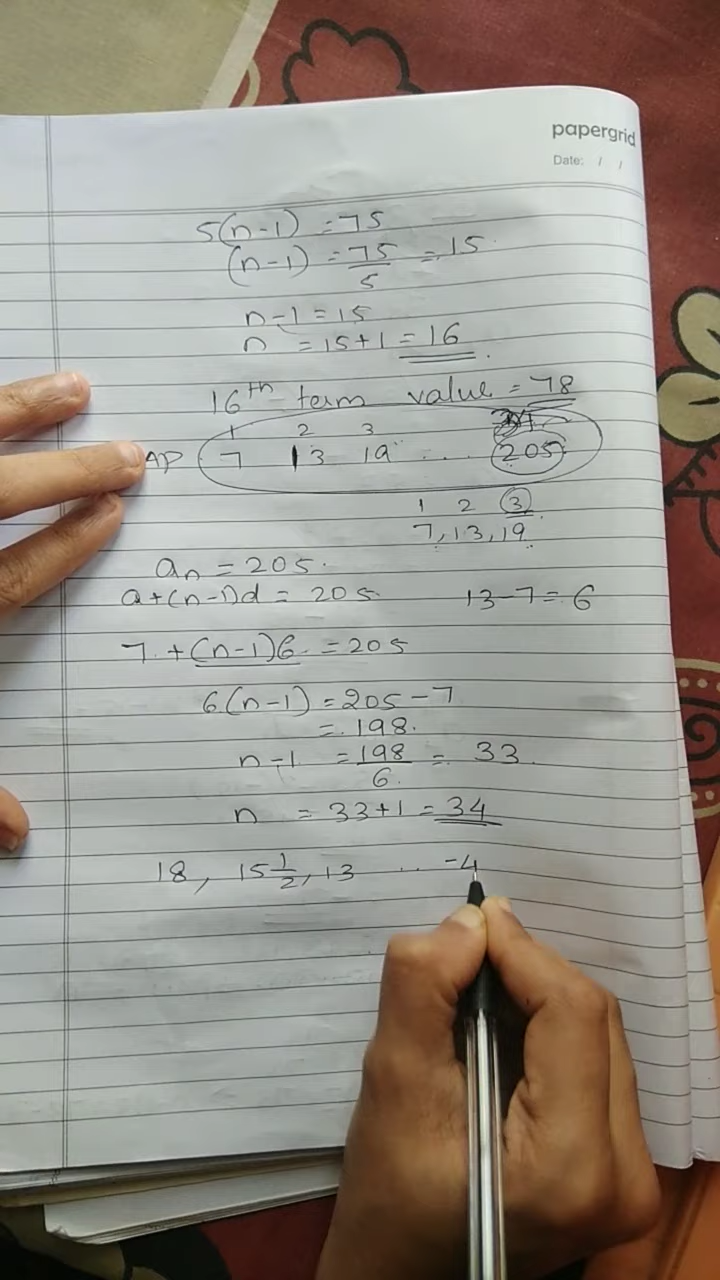 papergrid
Date: / /
5(n-1) = 75
(n-1) = 75/5 = 15
n-1 = 15
n = 15+1 = 16
16th term value = 78
1 2 3
AP 7 13 19 ... 205
1 2 3
7, 13, 19
an = 205.
a+(n-1)d = 205 13-7 = 6
7 + (n-1)6 = 205
6(n-1) = 205-7
= 198.
n-1 = 198/6 = 33
n = 33+1 = 34
18, 15 1/2, 13 ... -4